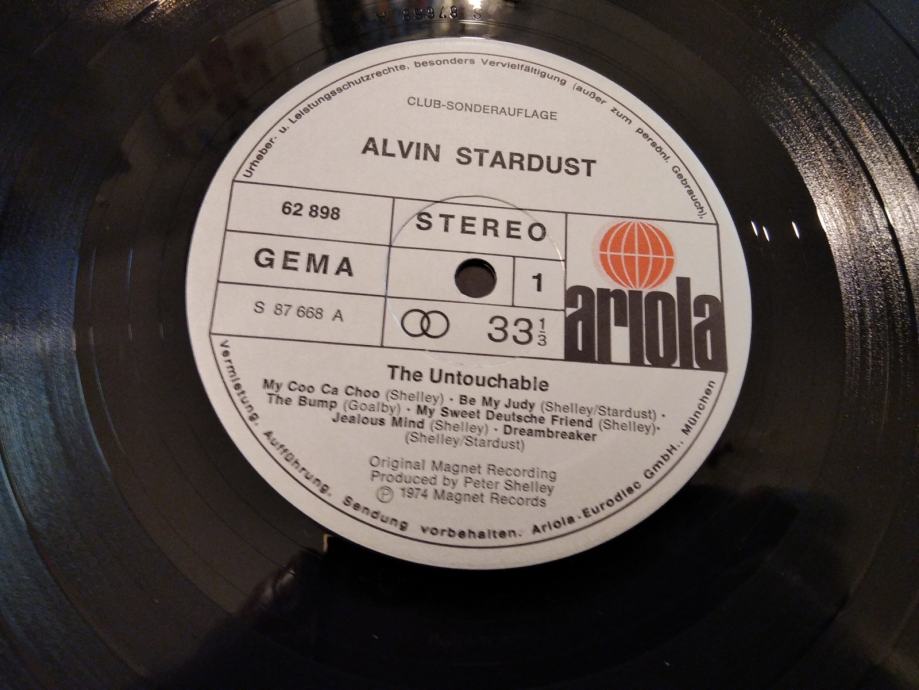 Urheber- u. Leistungsschutzrechte, besonders Vervielfältigung (außer zum persönl. Gebrauch),
CLUB-SONDERAUFLAGE
ALVIN STARDUST
62 898
STEREO
GEMA
1
S 87 668 A
33 1/3
ariola
The Untouchable
My Coo Ca Choo (Shelley) · Be My Judy (Shelley/Stardust) ·
The Bump (Goalby) · My Sweet Deutsche Friend (Shelley)·
Jealous Mind (Shelley) · Dreambreaker
(Shelley/Stardust)
Original Magnet Recording
Produced by Peter Shelley
Ⓟ 1974 Magnet Records
Vermietung. Aufführung. Sendung vorbehalten. Ariola-Eurodisc GmbH., München